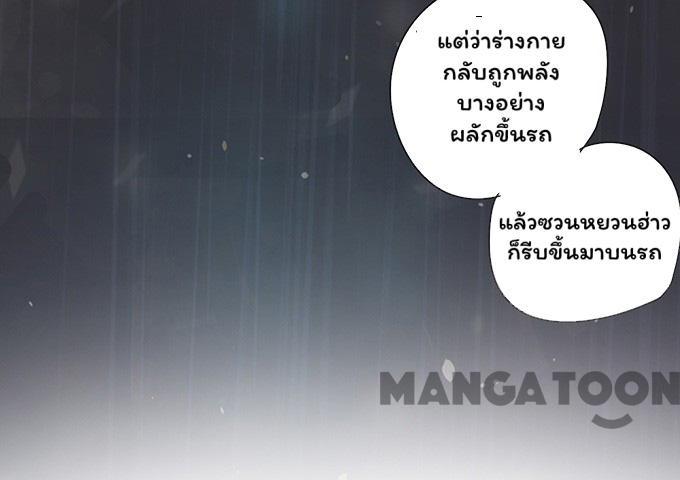 แต่ว่าร่างกาย
กลับถูกพลัง
บางอย่าง
ผลักขึ้นรถ
แล้วซวนหยวนฮ่าว
ก็รีบขึ้นมาบนรถ
MANGATOON